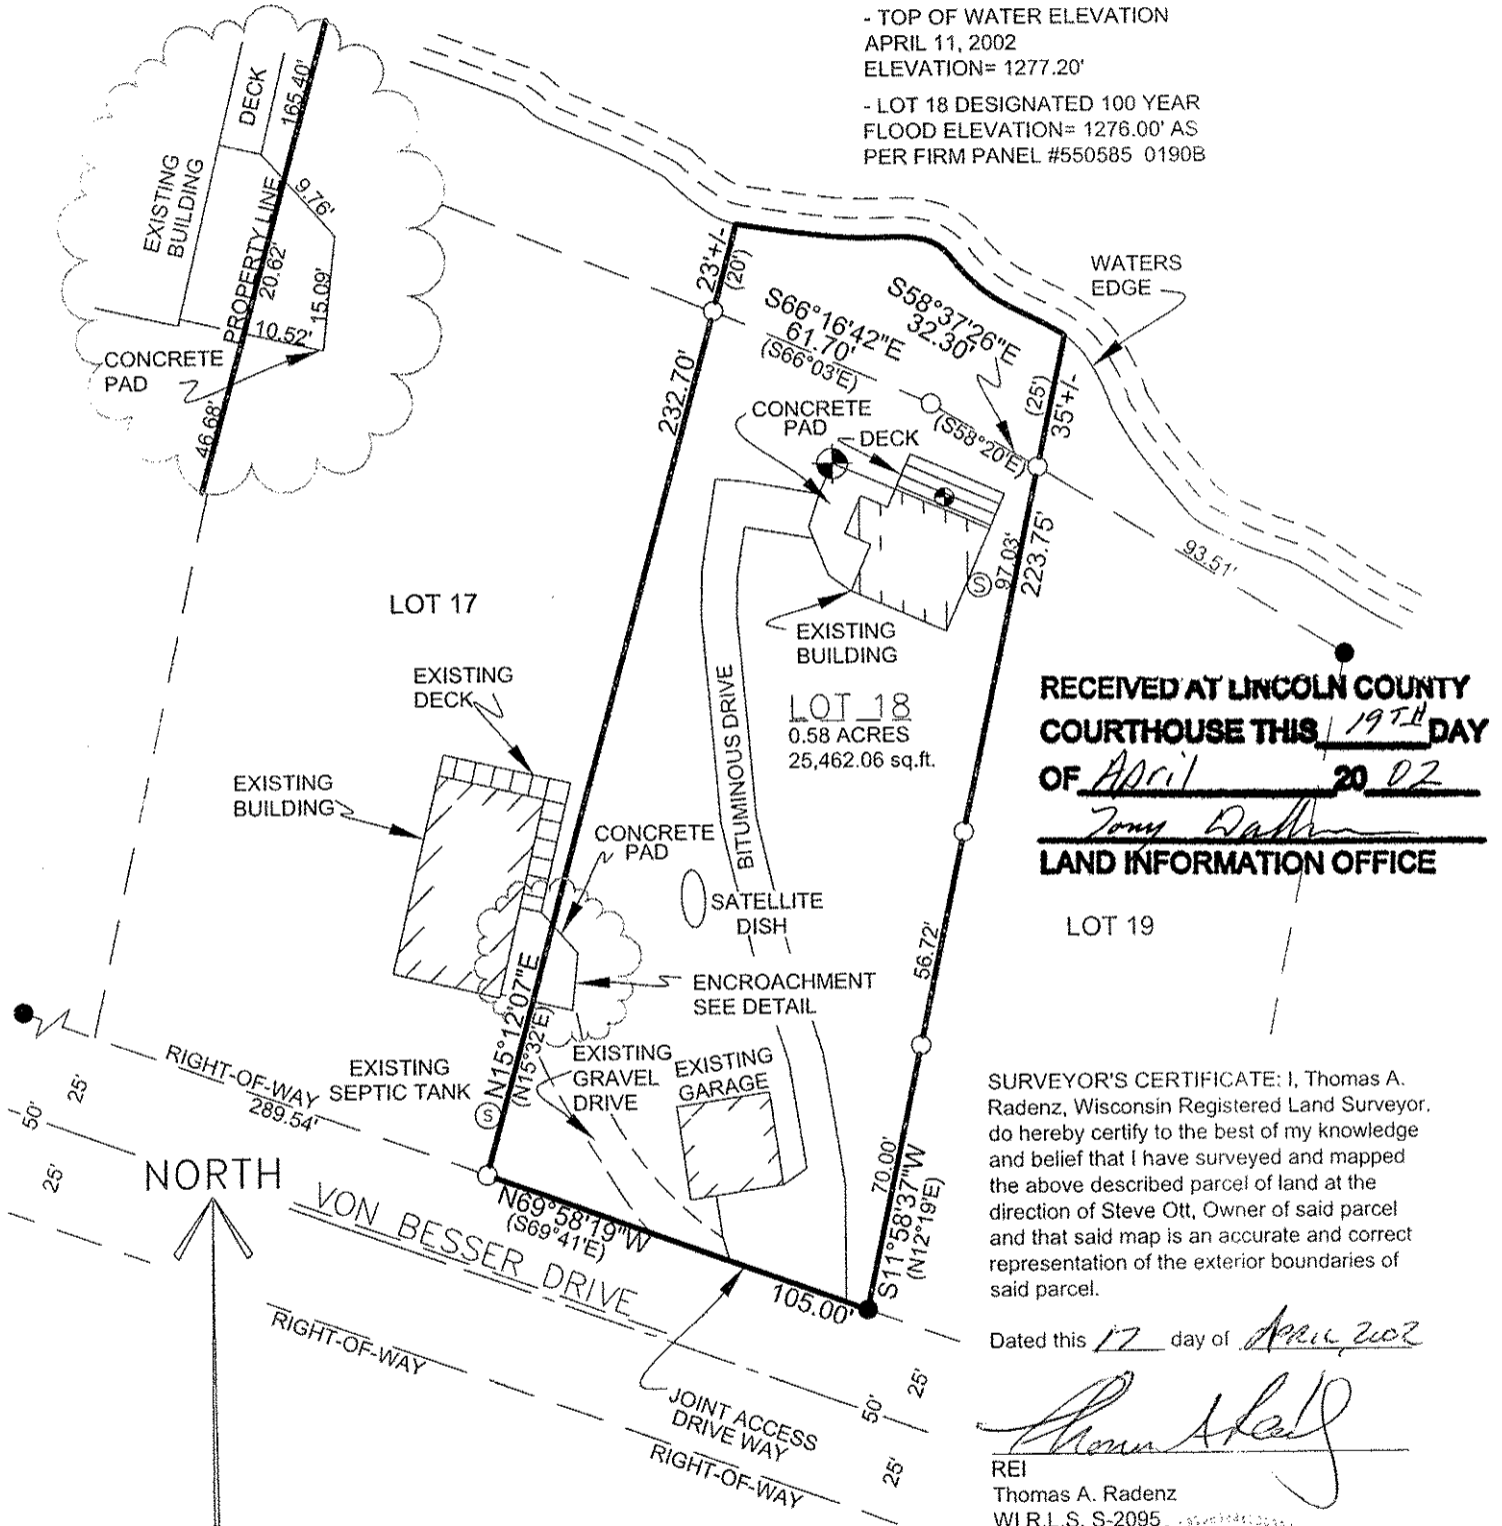 - TOP OF WATER ELEVATION
APRIL 11, 2002
ELEVATION= 1277.20'
- LOT 18 DESIGNATED 100 YEAR
FLOOD ELEVATION= 1276.00' AS
PER FIRM PANEL #550585 0190B
DECK
165.40'
EXISTING
BUILDING
9.76'
PROPERTY LINE
20.62'
15.09'
10.52'
CONCRETE
PAD
46.68'
23'+/-
(20')
WATERS
EDGE
S66°16'42"E
61.70'
(S66°03'E)
S58°37'26"E
32.30'
(S58°20'E)
(25')
35'+/-
232.70'
CONCRETE
PAD
DECK
97.03'
223.75'
S
93.51'
LOT 17
EXISTING
BUILDING
EXISTING
DECK
BITUMINOUS DRIVE
LOT 18
0.58 ACRES
25,462.06 sq.ft.
RECEIVED AT LINCOLN COUNTY
COURTHOUSE THIS 19TH DAY
OF April 20 02
Tony
LAND INFORMATION OFFICE
EXISTING
BUILDING
CONCRETE
PAD
SATELLITE
DISH
LOT 19
56.72'
ENCROACHMENT
SEE DETAIL
N15°12'07"E
(N15°32'E)
RIGHT-OF-WAY
289.54'
EXISTING
SEPTIC TANK
S
EXISTING
GRAVEL
DRIVE
EXISTING
GARAGE
25'
50'
25'
NORTH
VON BESSER DRIVE
N69°58'19"W
(S69°41'E)
105.00'
70.00'
S11°58'37"W
(N12°19'E)
RIGHT-OF-WAY
JOINT ACCESS
DRIVE WAY
RIGHT-OF-WAY
25'
50'
25'
SURVEYOR'S CERTIFICATE: I, Thomas A.
Radenz, Wisconsin Registered Land Surveyor,
do hereby certify to the best of my knowledge
and belief that I have surveyed and mapped
the above described parcel of land at the
direction of Steve Ott, Owner of said parcel
and that said map is an accurate and correct
representation of the exterior boundaries of
said parcel.
Dated this 17 day of APRIL, 2002
Thomas A
REI
Thomas A. Radenz
WI R.L.S. S-2095